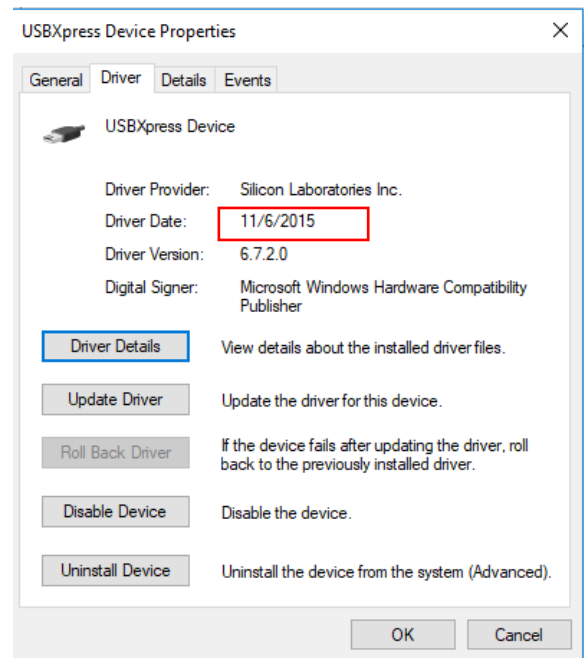 USBXpress Device Properties
General Driver Details Events
USBXpress Device
Driver Provider: Silicon Laboratories Inc.
Driver Date: 11/6/2015
Driver Version: 6.7.2.0
Digital Signer: Microsoft Windows Hardware Compatibility
Publisher
Driver Details View details about the installed driver files.
Update Driver Update the driver for this device.
Roll Back Driver If the device fails after updating the driver, roll
back to the previously installed driver.
Disable Device Disable the device.
Uninstall Device Uninstall the device from the system (Advanced).
OK Cancel